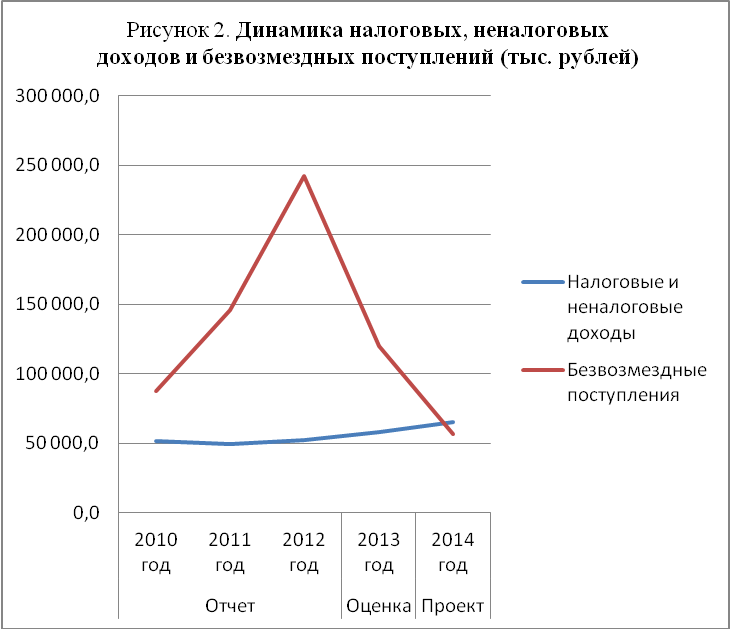 Рисунок 2. Динамика налоговых, неналоговых
доходов и безвозмездных поступлений (тыс. рублей)
300 000,0
250 000,0
200 000,0
150 000,0
100 000,0
50 000,0
0,0
2010 2011 2012 2013 2014
год год год год год
Отчет Оценка Проект
Налоговые и
неналоговые
доходы
Безвозмездные
поступления